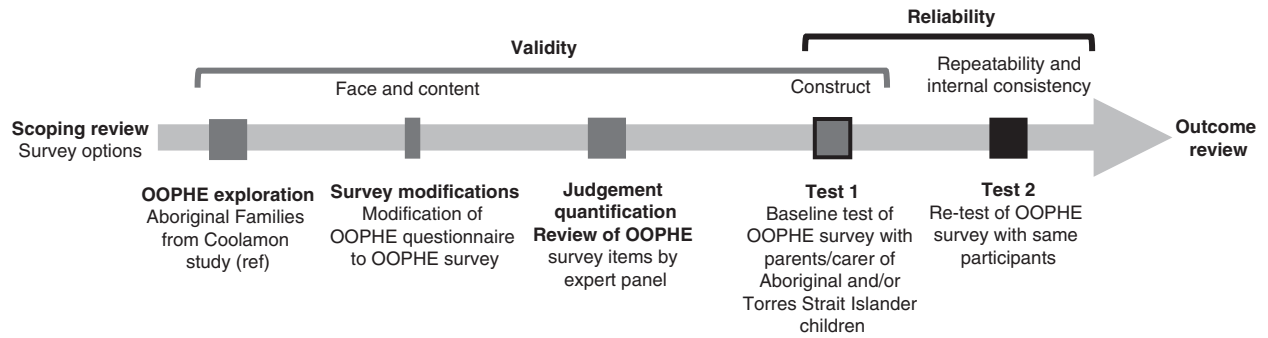 Reliability
Validity
Repeatability and
internal consistency
Face and content
Construct
Scoping review
Survey options
Outcome
review
OOPHE exploration
Aboriginal Families
from Coolamon
study (ref)
Survey modifications
Modification of
OOPHE questionnaire
to OOPHE survey
Judgement
quantification
Review of OOPHE
survey items by
expert panel
Test 1
Baseline test of
OOPHE survey with
parents/carer of
Aboriginal and/or
Torres Strait Islander
children
Test 2
Re-test of OOPHE
survey with same
participants